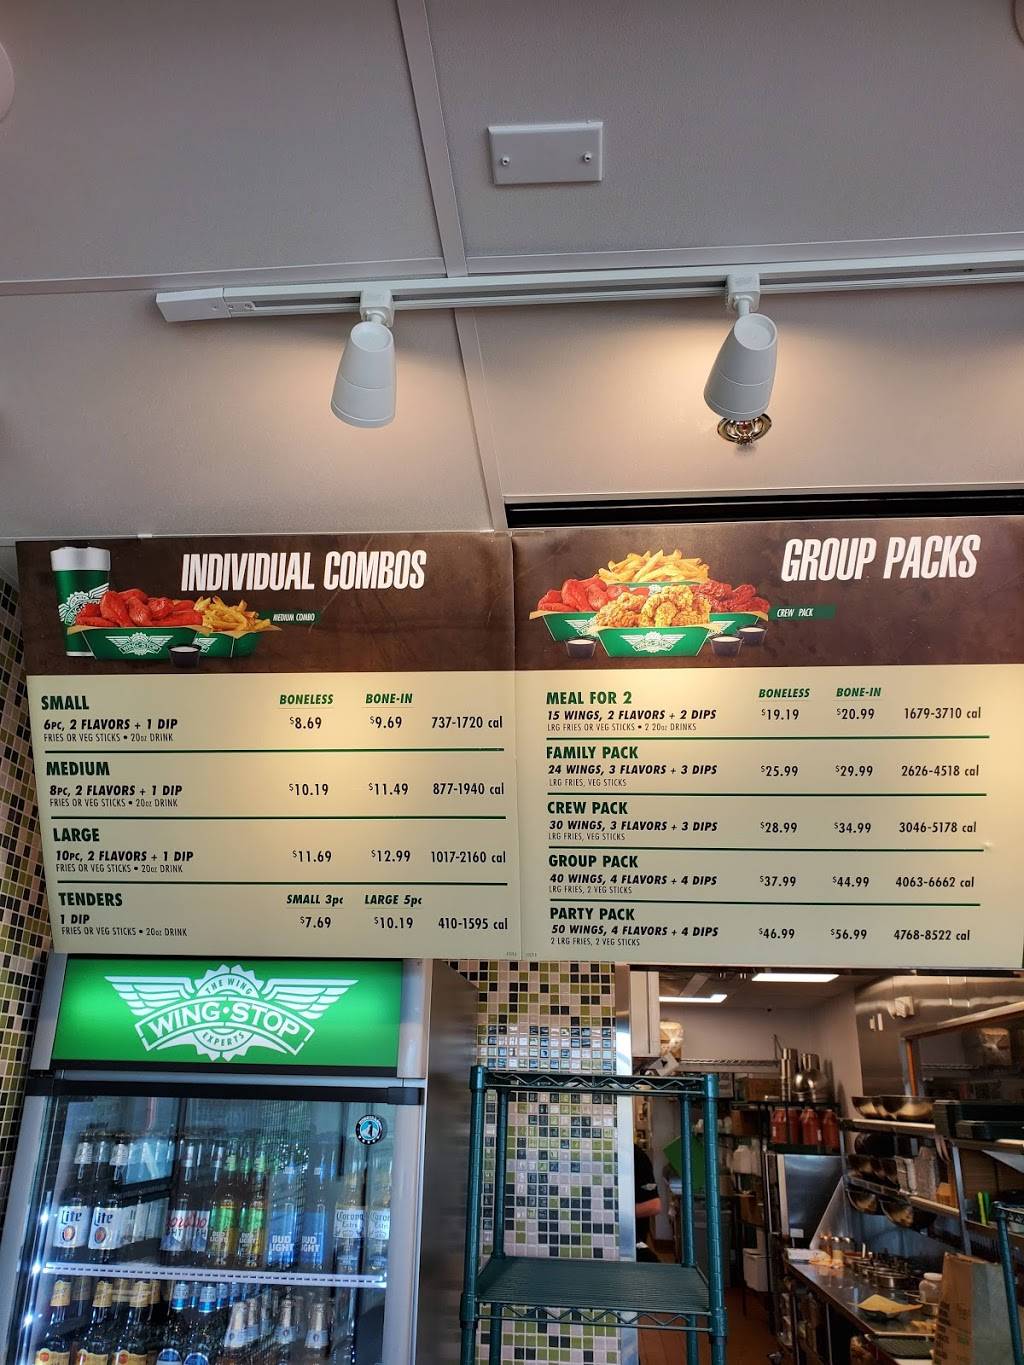 INDIVIDUAL COMBOS
MEDIUM COMBO
SMALL
BONELESS BONE-IN
6PC, 2 FLAVORS + 1 DIP $8.69 $9.69 737-1720 cal
FRIES OR VEG STICKS • 20oz DRINK
MEDIUM
8PC, 2 FLAVORS + 1 DIP $10.19 $11.49 877-1940 cal
FRIES OR VEG STICKS • 20oz DRINK
LARGE
10PC, 2 FLAVORS + 1 DIP $11.69 $12.99 1017-2160 cal
FRIES OR VEG STICKS • 20oz DRINK
TENDERS SMALL 3pc LARGE 5pc
1 DIP $7.69 $10.19 410-1595 cal
FRIES OR VEG STICKS • 20oz DRINK
GROUP PACKS
CREW PACK
MEAL FOR 2 BONELESS BONE-IN
15 WINGS, 2 FLAVORS + 2 DIPS $19.19 $20.99 1679-3710 cal
LRG FRIES OR VEG STICKS • 2 20oz DRINKS
FAMILY PACK
24 WINGS, 3 FLAVORS + 3 DIPS $25.99 $29.99 2626-4518 cal
LRG FRIES, VEG STICKS
CREW PACK
30 WINGS, 3 FLAVORS + 3 DIPS $28.99 $34.99 3046-5178 cal
LRG FRIES, VEG STICKS
GROUP PACK
40 WINGS, 4 FLAVORS + 4 DIPS $37.99 $44.99 4063-6662 cal
LRG FRIES, 2 VEG STICKS
PARTY PACK
50 WINGS, 4 FLAVORS + 4 DIPS $46.99 $56.99 4768-8522 cal
2 LRG FRIES, 2 VEG STICKS
THE WING
WING•STOP
EXPERTS
Lite Lite
BUD LIGHT BUD LIGHT
Corona Extra